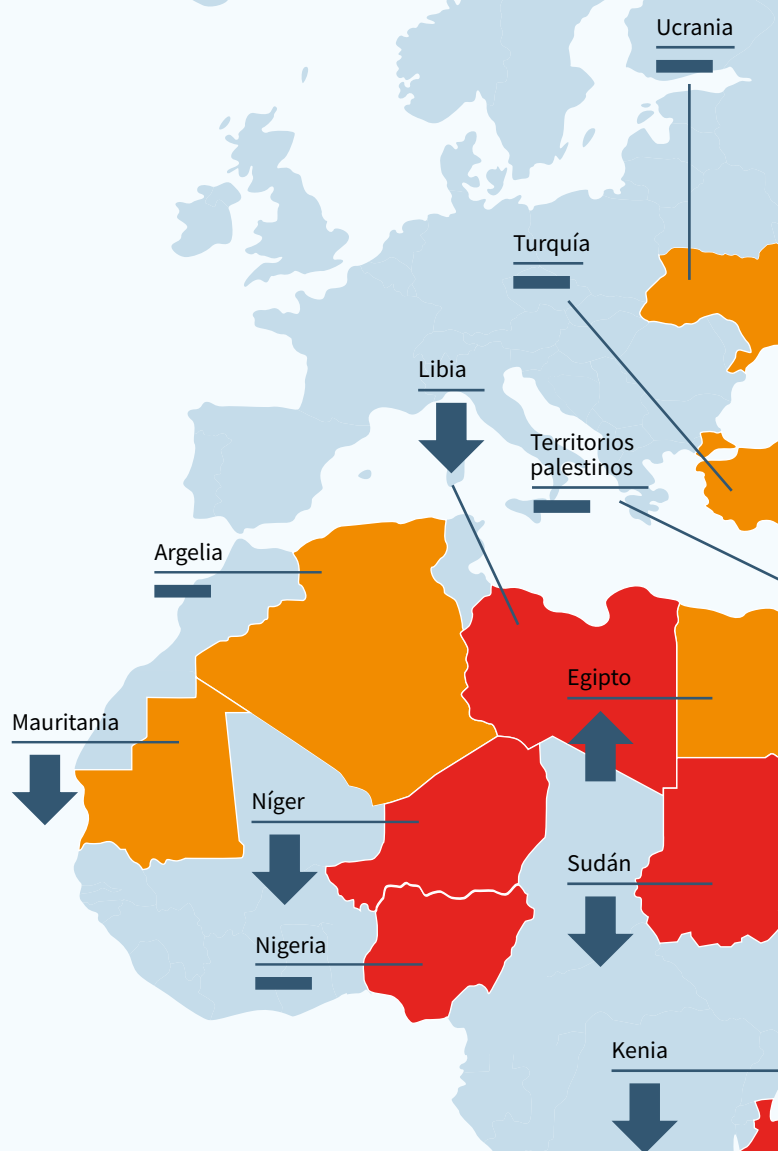 Ucrania
Turquía
Libia
Territorios
palestinos
Argelia
Egipto
Mauritania
Níger
Sudán
Nigeria
Kenia